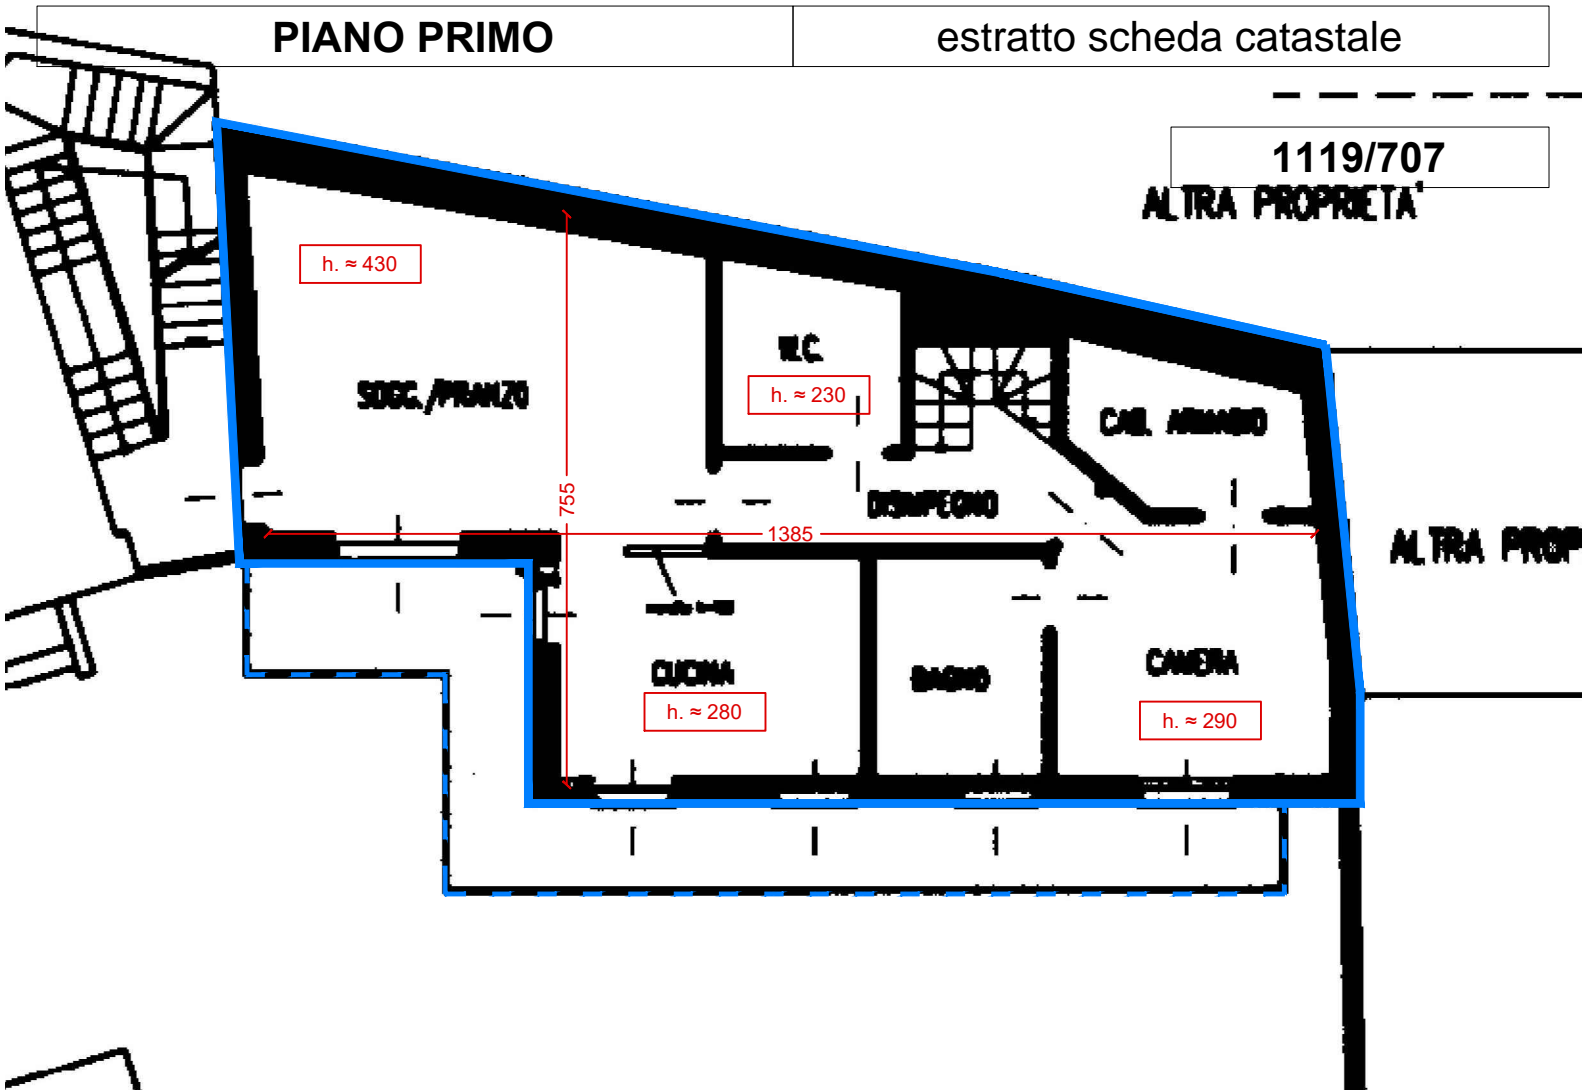 PIANO PRIMO
estratto scheda catastale
1119/707
ALTRA PROPRIETA'
h. ≈ 430
W.C.
h. ≈ 230
SOGG./PRANZO
CAB. ARMADIO
755
DISIMPEGNO
1385
ALTRA PROP
CUCINA
BAGNO
CAMERA
h. ≈ 280
h. ≈ 290